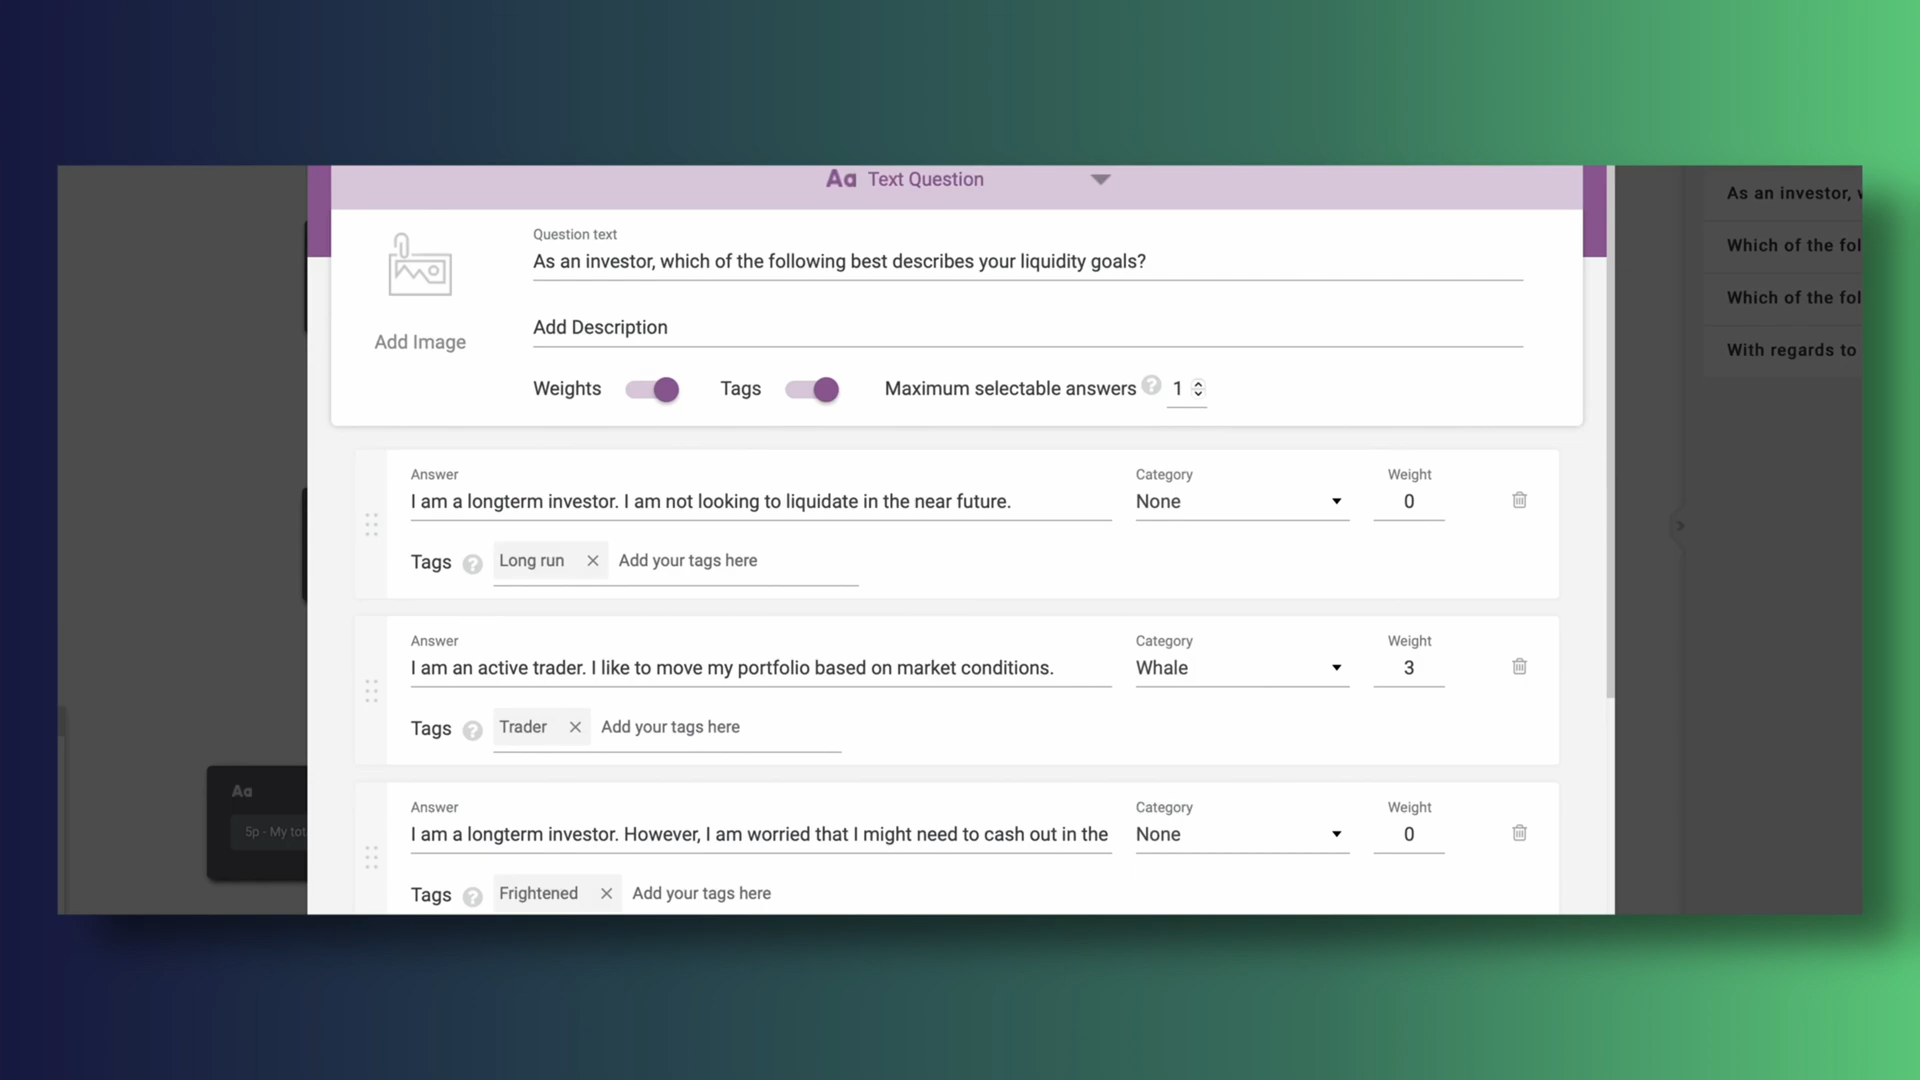 Aa Text Question
As an investor,
Question text
As an investor, which of the following best describes your liquidity goals?
Which of the fol
Which of the fol
Add Description
Add Image
With regards to
Weights Tags Maximum selectable answers ? 1
Answer Category Weight
I am a longterm investor. I am not looking to liquidate in the near future. None 0
Tags ? Long run × Add your tags here
Answer Category Weight
I am an active trader. I like to move my portfolio based on market conditions. Whale 3
Tags ? Trader × Add your tags here
Aa
5p - My tot
Answer Category Weight
I am a longterm investor. However, I am worried that I might need to cash out in the None 0
Tags ? Frightened × Add your tags here